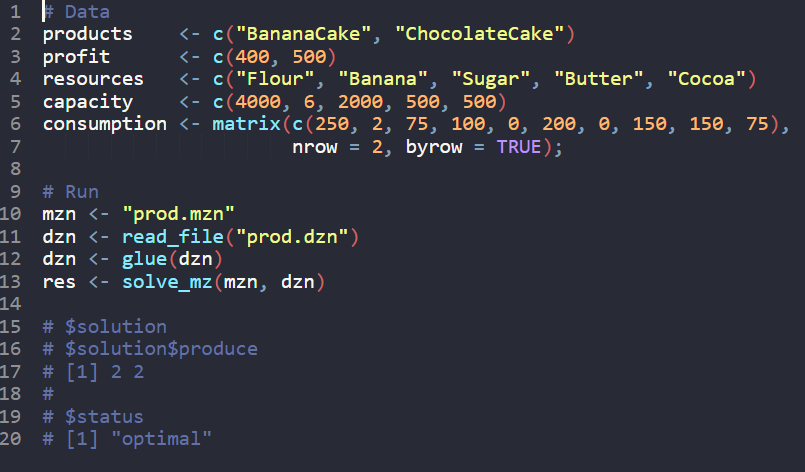 1 # Data
2 products    <- c("BananaCake", "ChocolateCake")
3 profit      <- c(400, 500)
4 resources   <- c("Flour", "Banana", "Sugar", "Butter", "Cocoa")
5 capacity    <- c(4000, 6, 2000, 500, 500)
6 consumption <- matrix(c(250, 2, 75, 100, 0, 200, 0, 150, 150, 75),
7                       nrow = 2, byrow = TRUE);
8
9 # Run
10 mzn <- "prod.mzn"
11 dzn <- read_file("prod.dzn")
12 dzn <- glue(dzn)
13 res <- solve_mz(mzn, dzn)
14
15 # $solution
16 # $solution$produce
17 # [1] 2 2
18 #
19 # $status
20 # [1] "optimal"